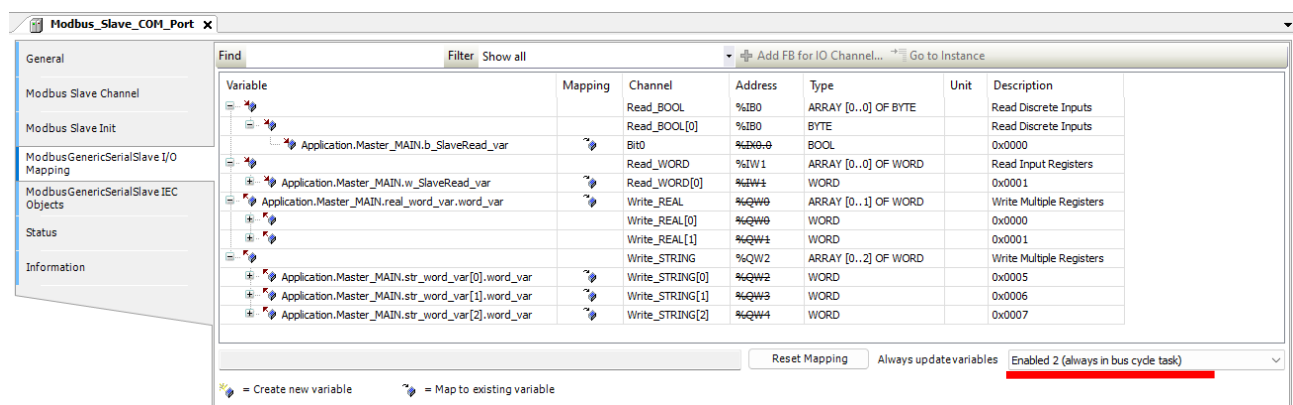 Modbus_Slave_COM_Port X
General
Modbus Slave Channel
Modbus Slave Init
ModbusGenericSerialSlave I/O
Mapping
ModbusGenericSerialSlave IEC
Objects
Status
Information
Find Filter Show all Add FB for IO Channel... Go to Instance
Variable Mapping Channel Address Type Unit Description
Read_BOOL %IB0 ARRAY [0..0] OF BYTE Read Discrete Inputs
Read_BOOL[0] %IB0 BYTE Read Discrete Inputs
Application.Master_MAIN.b_SlaveRead_var Bit0 %IX0.0 BOOL 0x0000
Read_WORD %IW1 ARRAY [0..0] OF WORD Read Input Registers
Application.Master_MAIN.w_SlaveRead_var Read_WORD[0] %IW1 WORD 0x0001
Application.Master_MAIN.real_word_var.word_var Write_REAL %QW0 ARRAY [0..1] OF WORD Write Multiple Registers
Write_REAL[0] %QW0 WORD 0x0000
Write_REAL[1] %QW1 WORD 0x0001
Write_STRING %QW2 ARRAY [0..2] OF WORD Write Multiple Registers
Application.Master_MAIN.str_word_var[0].word_var Write_STRING[0] %QW2 WORD 0x0005
Application.Master_MAIN.str_word_var[1].word_var Write_STRING[1] %QW3 WORD 0x0006
Application.Master_MAIN.str_word_var[2].word_var Write_STRING[2] %QW4 WORD 0x0007
Reset Mapping Always update variables Enabled 2 (always in bus cycle task)
= Create new variable = Map to existing variable